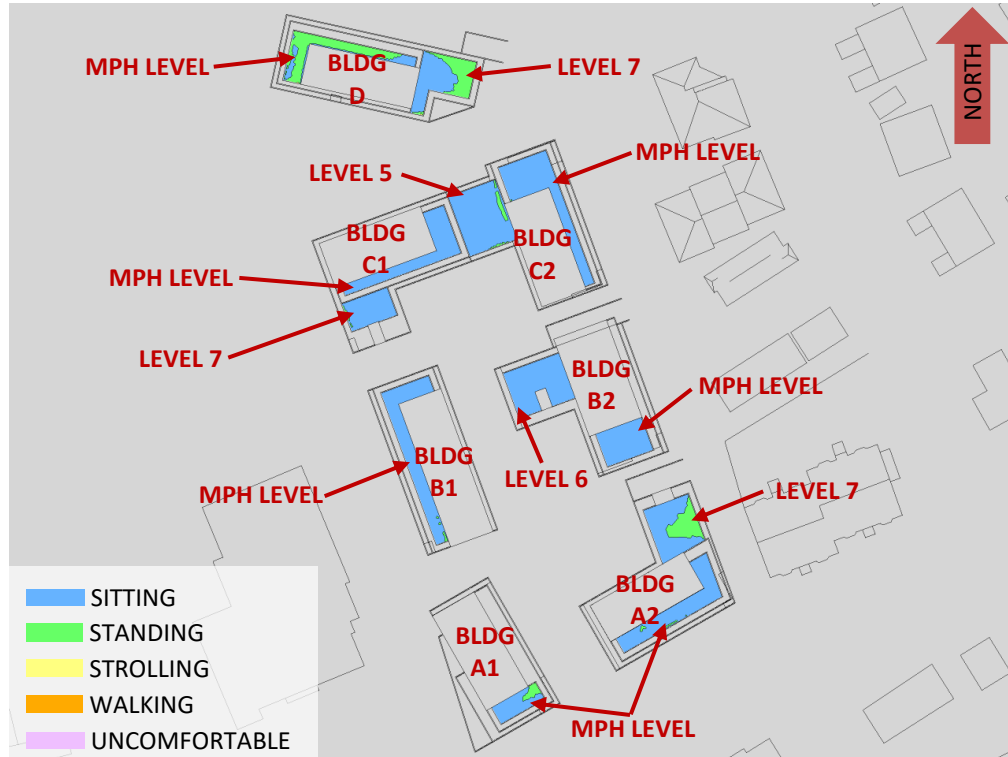 NORTH
MPH LEVEL
BLDG
D
LEVEL 7
LEVEL 5
MPH LEVEL
BLDG
C1
BLDG
C2
MPH LEVEL
LEVEL 7
BLDG
B2
MPH LEVEL
BLDG
B1
LEVEL 6
MPH LEVEL
LEVEL 7
BLDG
A2
BLDG
A1
MPH LEVEL
SITTING
STANDING
STROLLING
WALKING
UNCOMFORTABLE